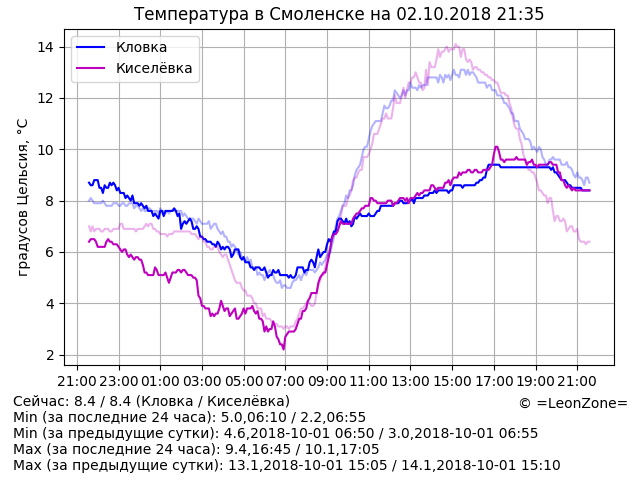 Температура в Смоленске на 02.10.2018 21:35
Кловка
Киселёвка
градусов Цельсия, °C
14
12
10
8
6
4
2
21:00 23:00 01:00 03:00 05:00 07:00 09:00 11:00 13:00 15:00 17:00 19:00 21:00
Сейчас: 8.4 / 8.4 (Кловка / Киселёвка)
© =LeonZone=
Min (за последние 24 часа): 5.0,06:10 / 2.2,06:55
Min (за предыдущие сутки): 4.6,2018-10-01 06:50 / 3.0,2018-10-01 06:55
Max (за последние 24 часа): 9.4,16:45 / 10.1,17:05
Max (за предыдущие сутки): 13.1,2018-10-01 15:05 / 14.1,2018-10-01 15:10